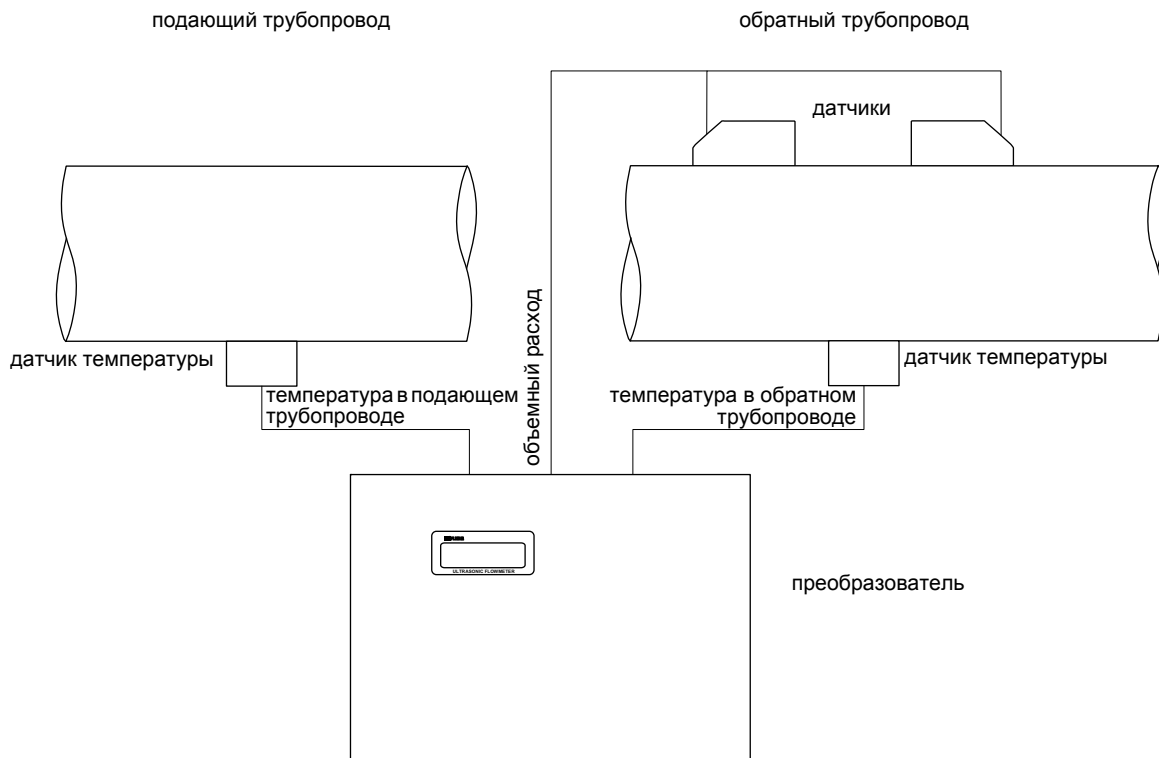 подающий трубопровод
обратный трубопровод
датчики
объемный расход
датчик температуры
датчик температуры
температура в подающем
трубопроводе
температура в обратном
трубопроводе
ULTRASONIC FLOWMETER
преобразователь